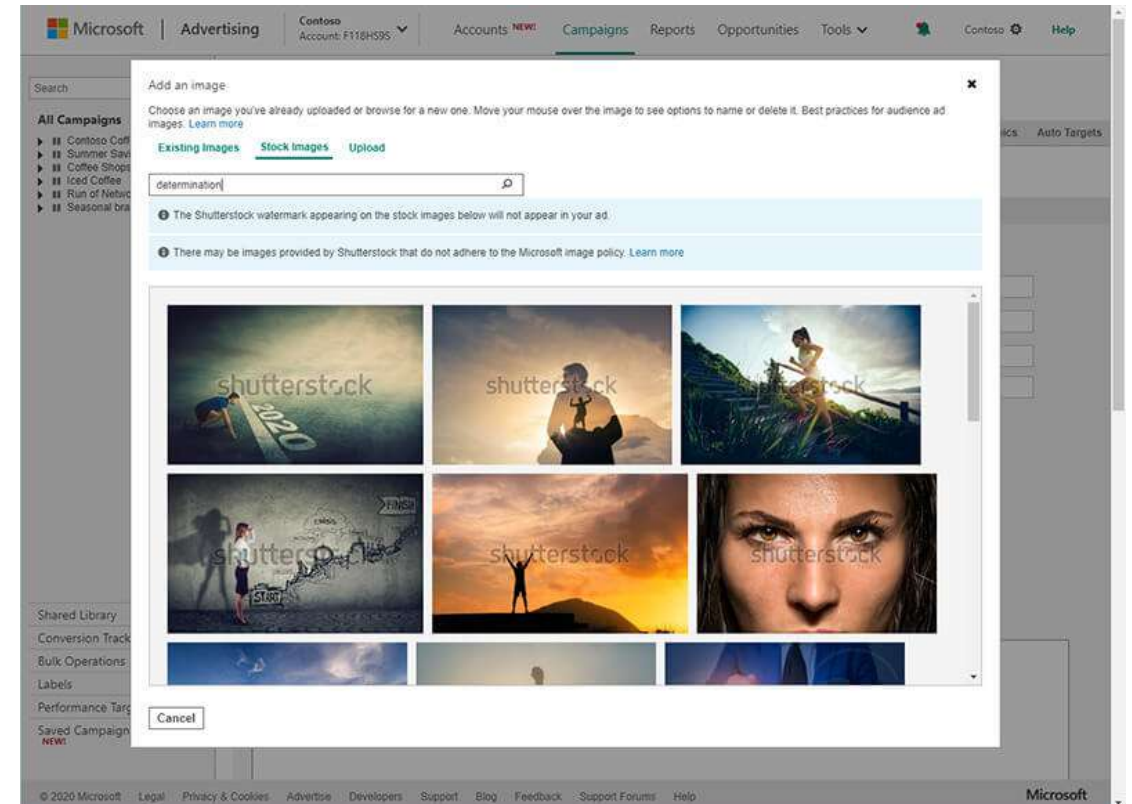 Microsoft | Advertising
Contoso
Account: F118HS9S
Accounts NEW!
Campaigns
Reports
Opportunities
Tools
Contoso
Help
Search
All Campaigns
Contoso Coff
Summer Savi
Coffee Shops
Iced Coffee
Run of Netwo
Seasonal bra
ics
Auto Targets
Add an image
Choose an image you've already uploaded or browse for a new one. Move your mouse over the image to see options to name or delete it. Best practices for audience ad
images. Learn more
Existing Images
Stock Images
Upload
determination
The Shutterstock watermark appearing on the stock images below will not appear in your ad.
There may be images provided by Shutterstock that do not adhere to the Microsoft image policy. Learn more
shutterstock
2020
shutterstock
shutterstock
shutterstock
CRISIS
FINISH
START
shutterstock
shutterstock
Cancel
Shared Library
Conversion Track
Bulk Operations
Labels
Performance Targ
Saved Campaign
NEW!
© 2020 Microsoft
Legal
Privacy & Cookies
Advertise
Developers
Support
Blog
Feedback
Support Forums
Help
Microsoft